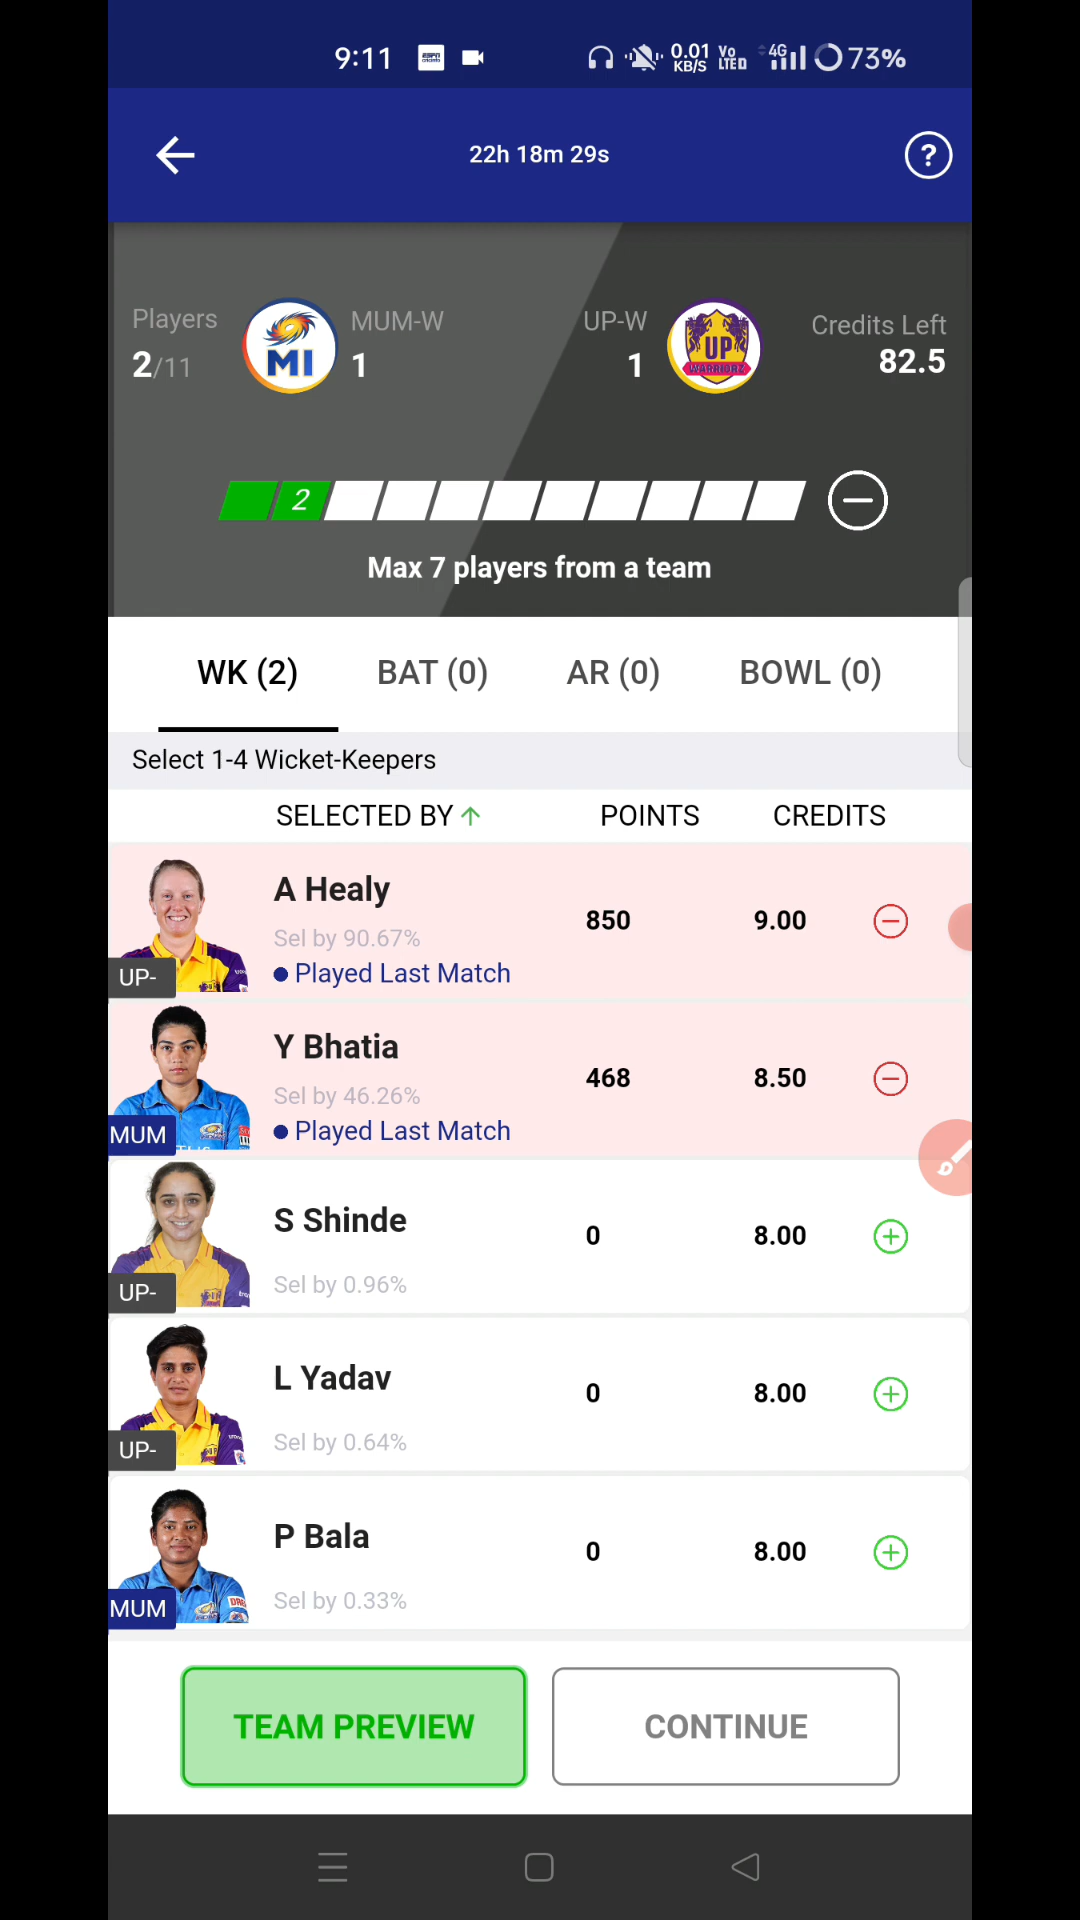 9:11
0.01 KB/S
Vo LTE
4G
73%
22h 18m 29s
?
Players
2/11
MI
MUM-W
1
UP-W
1
UP
WARRIORZ
Credits Left
82.5
2
Max 7 players from a team
WK (2)
BAT (0)
AR (0)
BOWL (0)
Select 1-4 Wicket-Keepers
SELECTED BY
POINTS
CREDITS
A Healy
Sel by 90.67%
Played Last Match
850
9.00
UP-
Y Bhatia
Sel by 46.26%
Played Last Match
468
8.50
MUM
S Shinde
Sel by 0.96%
0
8.00
UP-
L Yadav
Sel by 0.64%
0
8.00
UP-
P Bala
Sel by 0.33%
0
8.00
MUM
TEAM PREVIEW
CONTINUE